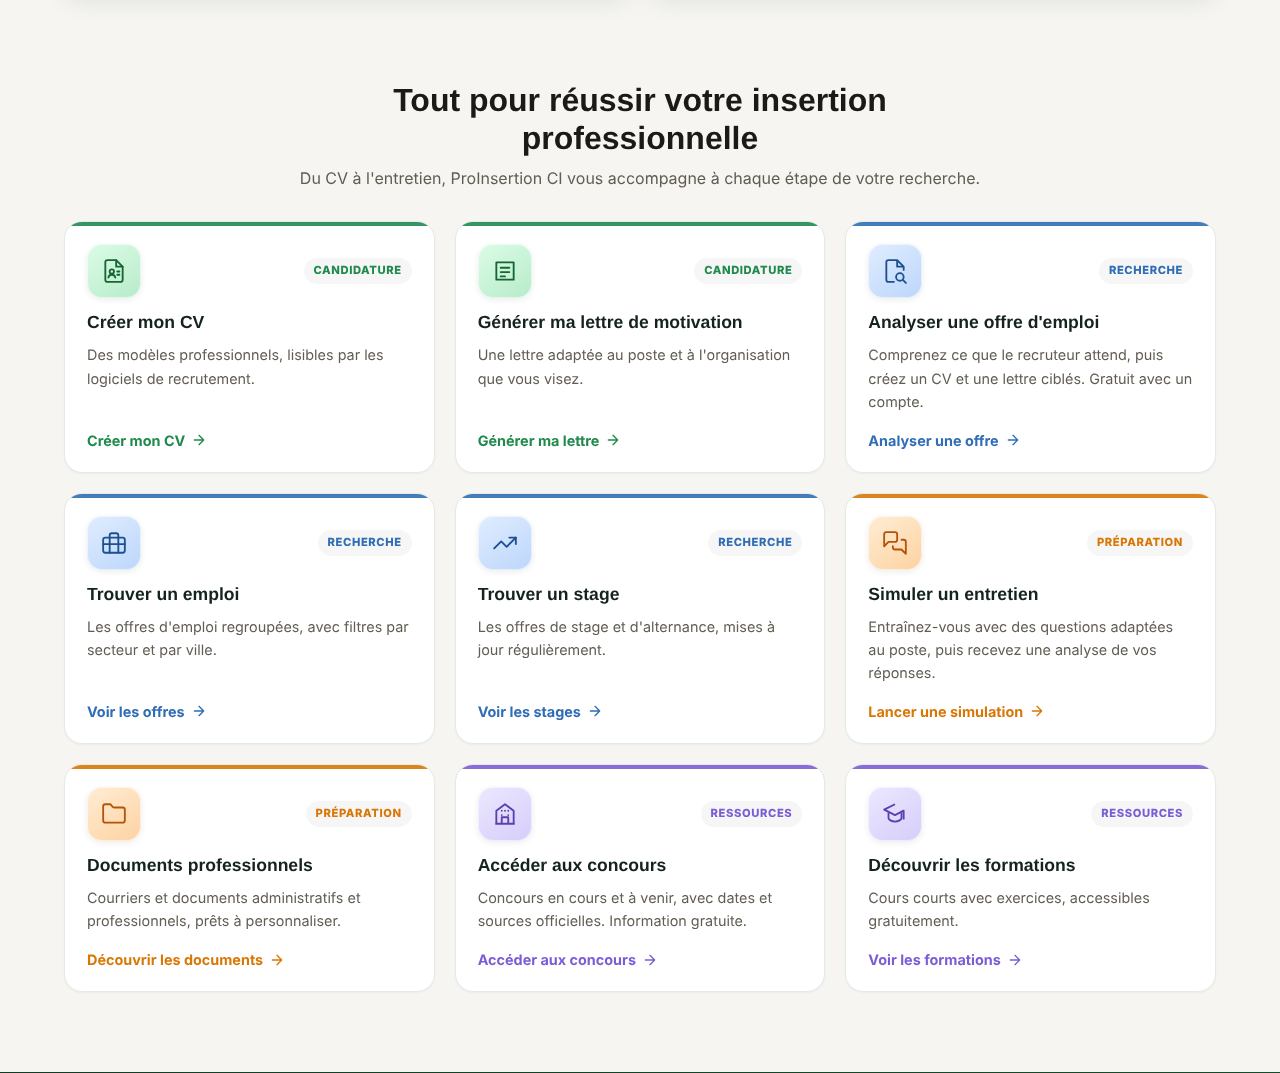 Tout pour réussir votre insertion
professionnelle
Du CV à l'entretien, ProInsertion CI vous accompagne à chaque étape de votre recherche.
CANDIDATURE
Créer mon CV
Des modèles professionnels, lisibles par les
logiciels de recrutement.
Créer mon CV
CANDIDATURE
Générer ma lettre de motivation
Une lettre adaptée au poste et à l'organisation
que vous visez.
Générer ma lettre
RECHERCHE
Analyser une offre d'emploi
Comprenez ce que le recruteur attend, puis
créez un CV et une lettre ciblés. Gratuit avec un
compte.
Analyser une offre
RECHERCHE
Trouver un emploi
Les offres d'emploi regroupées, avec filtres par
secteur et par ville.
Voir les offres
RECHERCHE
Trouver un stage
Les offres de stage et d'alternance, mises à
jour régulièrement.
Voir les stages
PRÉPARATION
Simuler un entretien
Entraînez-vous avec des questions adaptées
au poste, puis recevez une analyse de vos
réponses.
Lancer une simulation
PRÉPARATION
Documents professionnels
Courriers et documents administratifs et
professionnels, prêts à personnaliser.
Découvrir les documents
RESSOURCES
Accéder aux concours
Concours en cours et à venir, avec dates et
sources officielles. Information gratuite.
Accéder aux concours
RESSOURCES
Découvrir les formations
Cours courts avec exercices, accessibles
gratuitement.
Voir les formations